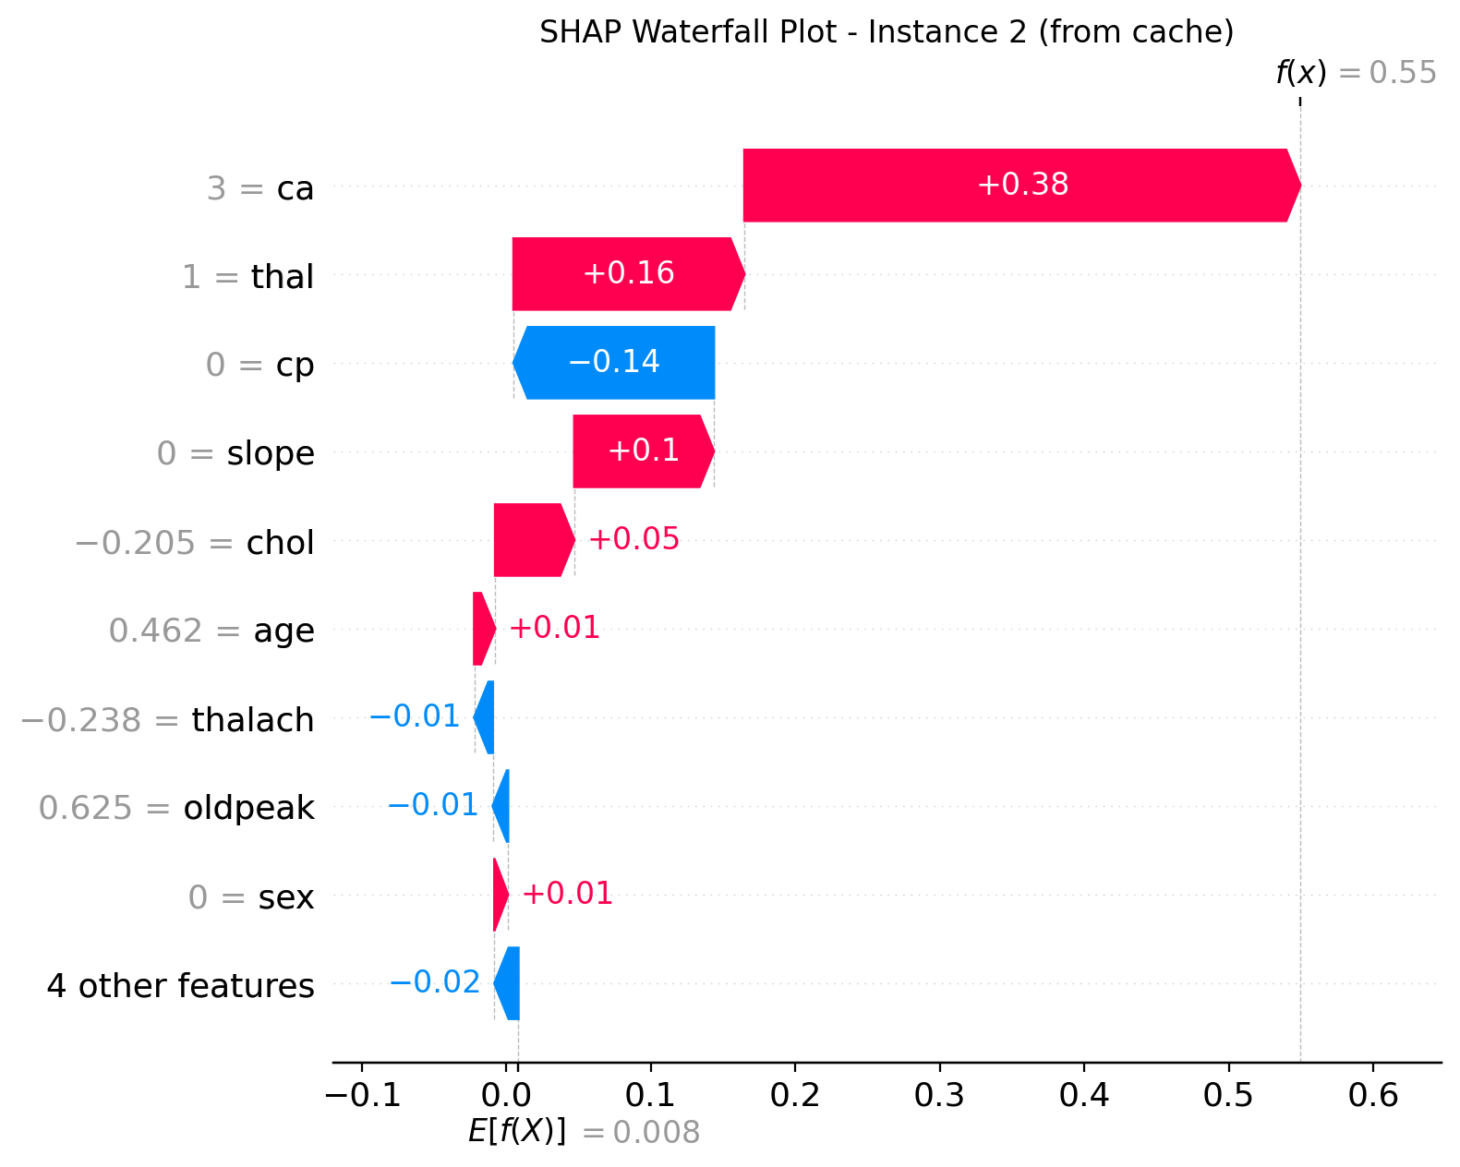 SHAP Waterfall Plot - Instance 2 (from cache)
f(x) = 0.55
3 = ca +0.38
1 = thal +0.16
0 = cp −0.14
0 = slope +0.1
−0.205 = chol +0.05
0.462 = age +0.01
−0.238 = thalach −0.01
0.625 = oldpeak −0.01
0 = sex +0.01
4 other features −0.02
−0.1 0.0 0.1 0.2 0.3 0.4 0.5 0.6
E[f(X)] = 0.008